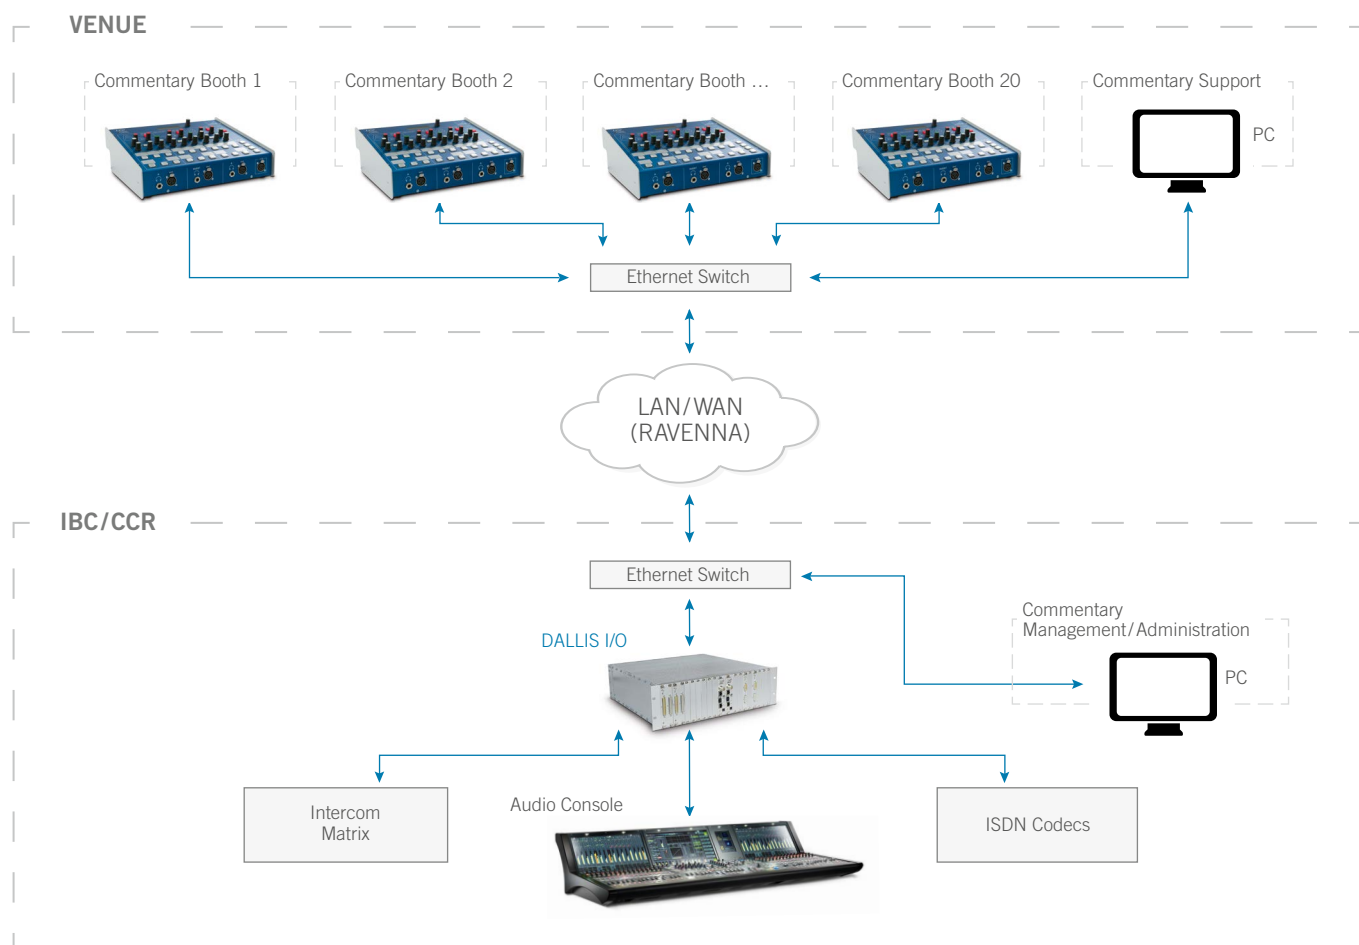 VENUE
Commentary Booth 1
Commentary Booth 2
Commentary Booth ...
Commentary Booth 20
Commentary Support
PC
Ethernet Switch
LAN/WAN
(RAVENNA)
IBC/CCR
Ethernet Switch
DALLIS I/O
Commentary
Management/Administration
PC
Intercom
Matrix
Audio Console
ISDN Codecs